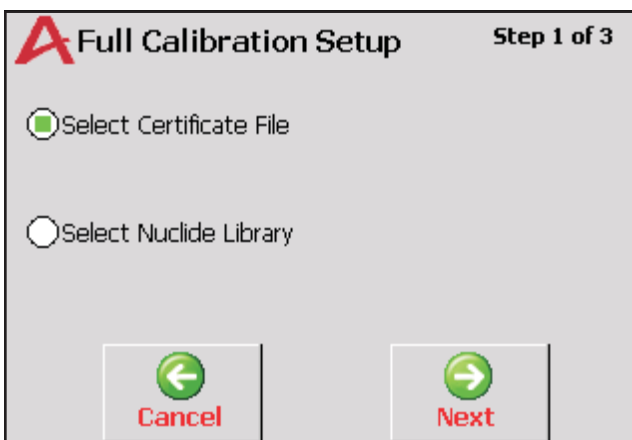 Full Calibration Setup
Step 1 of 3
Select Certificate File
Select Nuclide Library
Cancel
Next